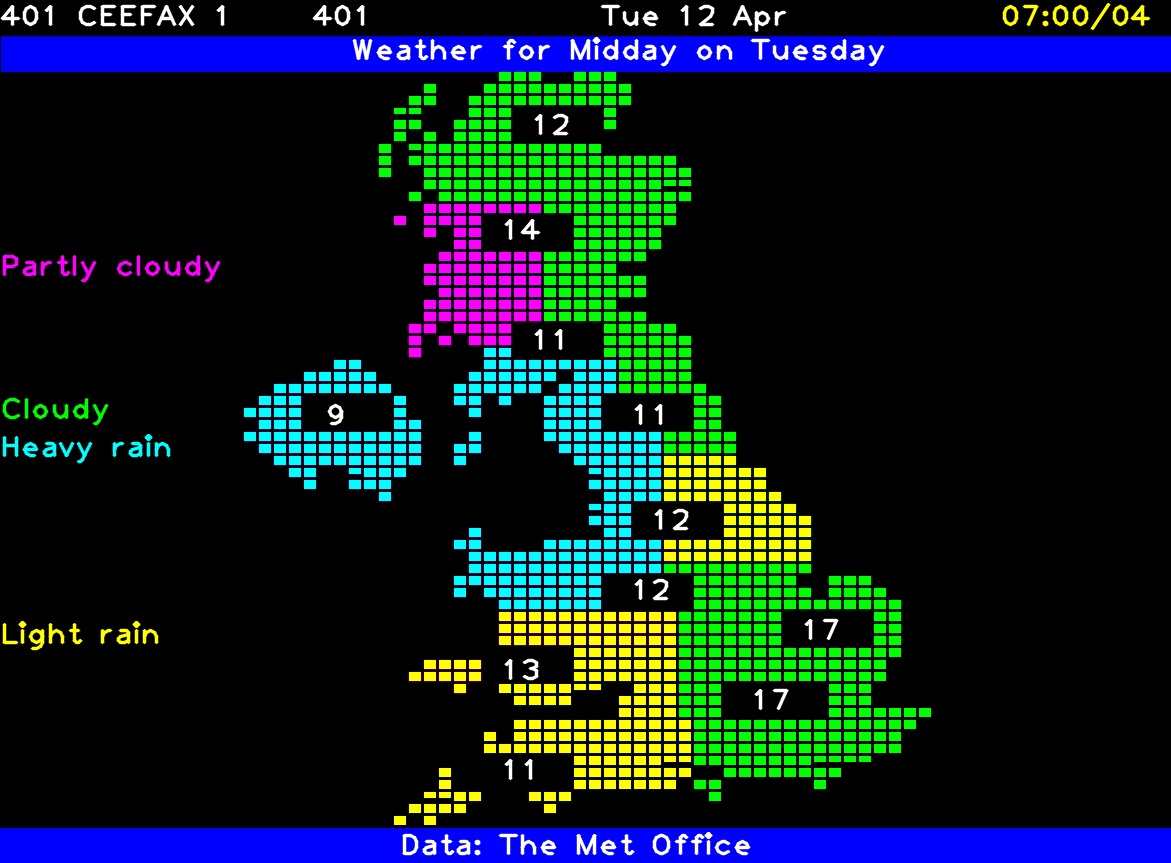 401 CEEFAX 1 401 Tue 12 Apr 07:00/04
Weather for Midday on Tuesday
12
14
Partly cloudy
11
Cloudy
9
11
Heavy rain
12
12
17
Light rain
13
17
11
Data: The Met Office